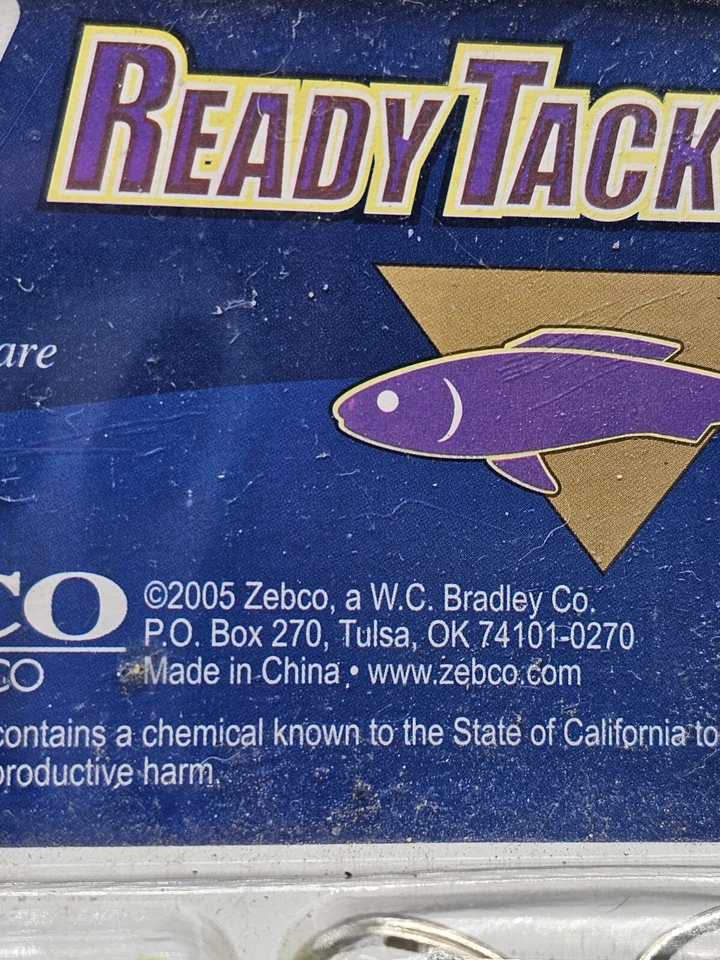 READY TACK
are
CO
CO
©2005 Zebco, a W.C. Bradley Co.
P.O. Box 270, Tulsa, OK 74101-0270
Made in China • www.zebco.com
contains a chemical known to the State of California to
productive harm.